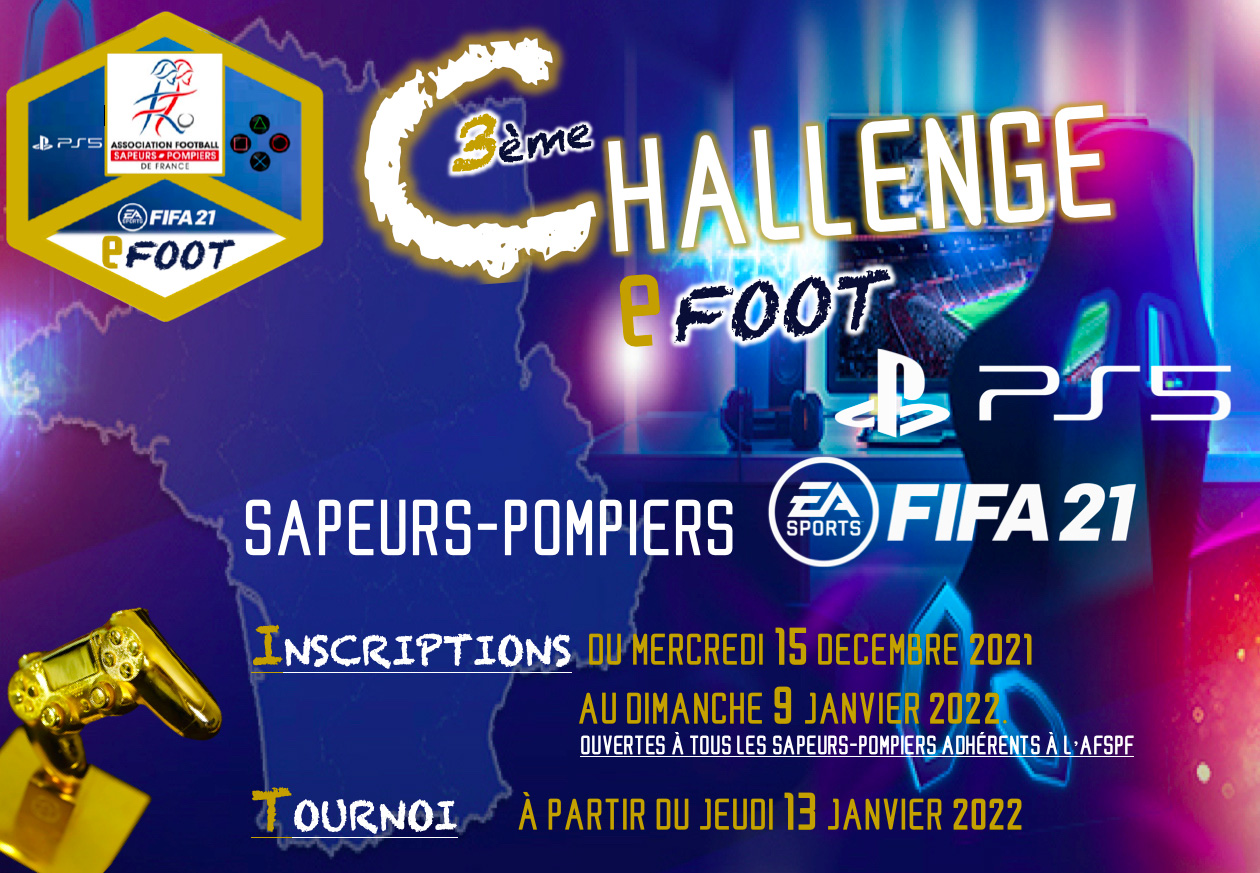 PS5
ASSOCIATION FOOTBALL
SAPEURS-POMPIERS
DE FRANCE
EA SPORTS FIFA 21
eFOOT
3ème
CHALLENGE
eFOOT
PS5
SAPEURS-POMPIERS
EA SPORTS FIFA 21
INSCRIPTIONS DU MERCREDI 15 DECEMBRE 2021
AU DIMANCHE 9 JANVIER 2022.
OUVERTES À TOUS LES SAPEURS-POMPIERS ADHÉRENTS À L'AFSPF
TOURNOI À PARTIR DU JEUDI 13 JANVIER 2022